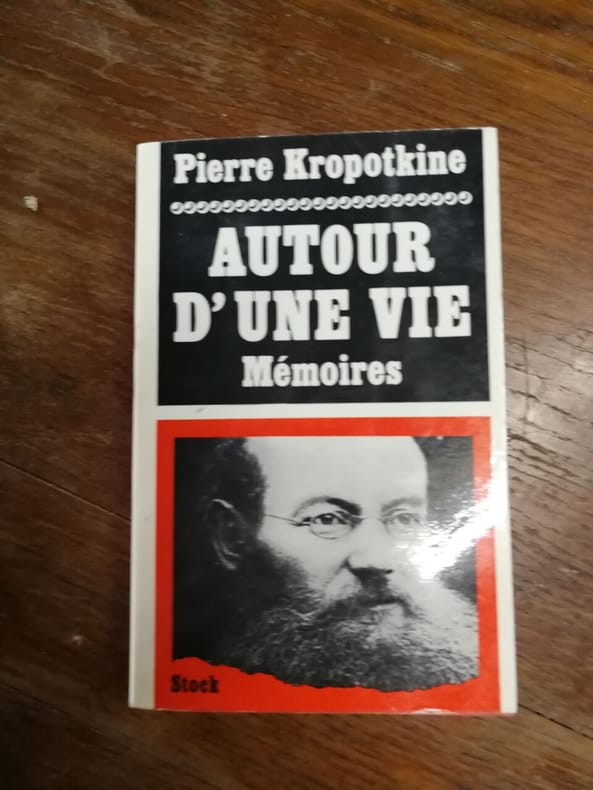 Pierre Kropotkine
AUTOUR
D'UNE VIE
Mémoires
Stock